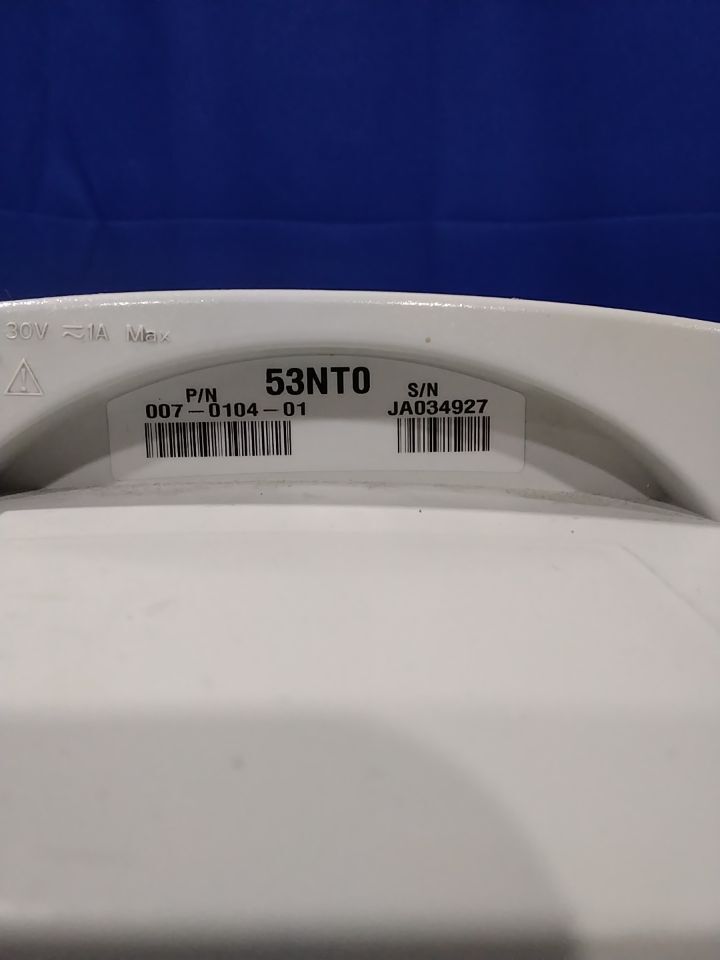 30V ⎓1A Max
53NT0
P/N
007-0104-01
S/N
JA034927